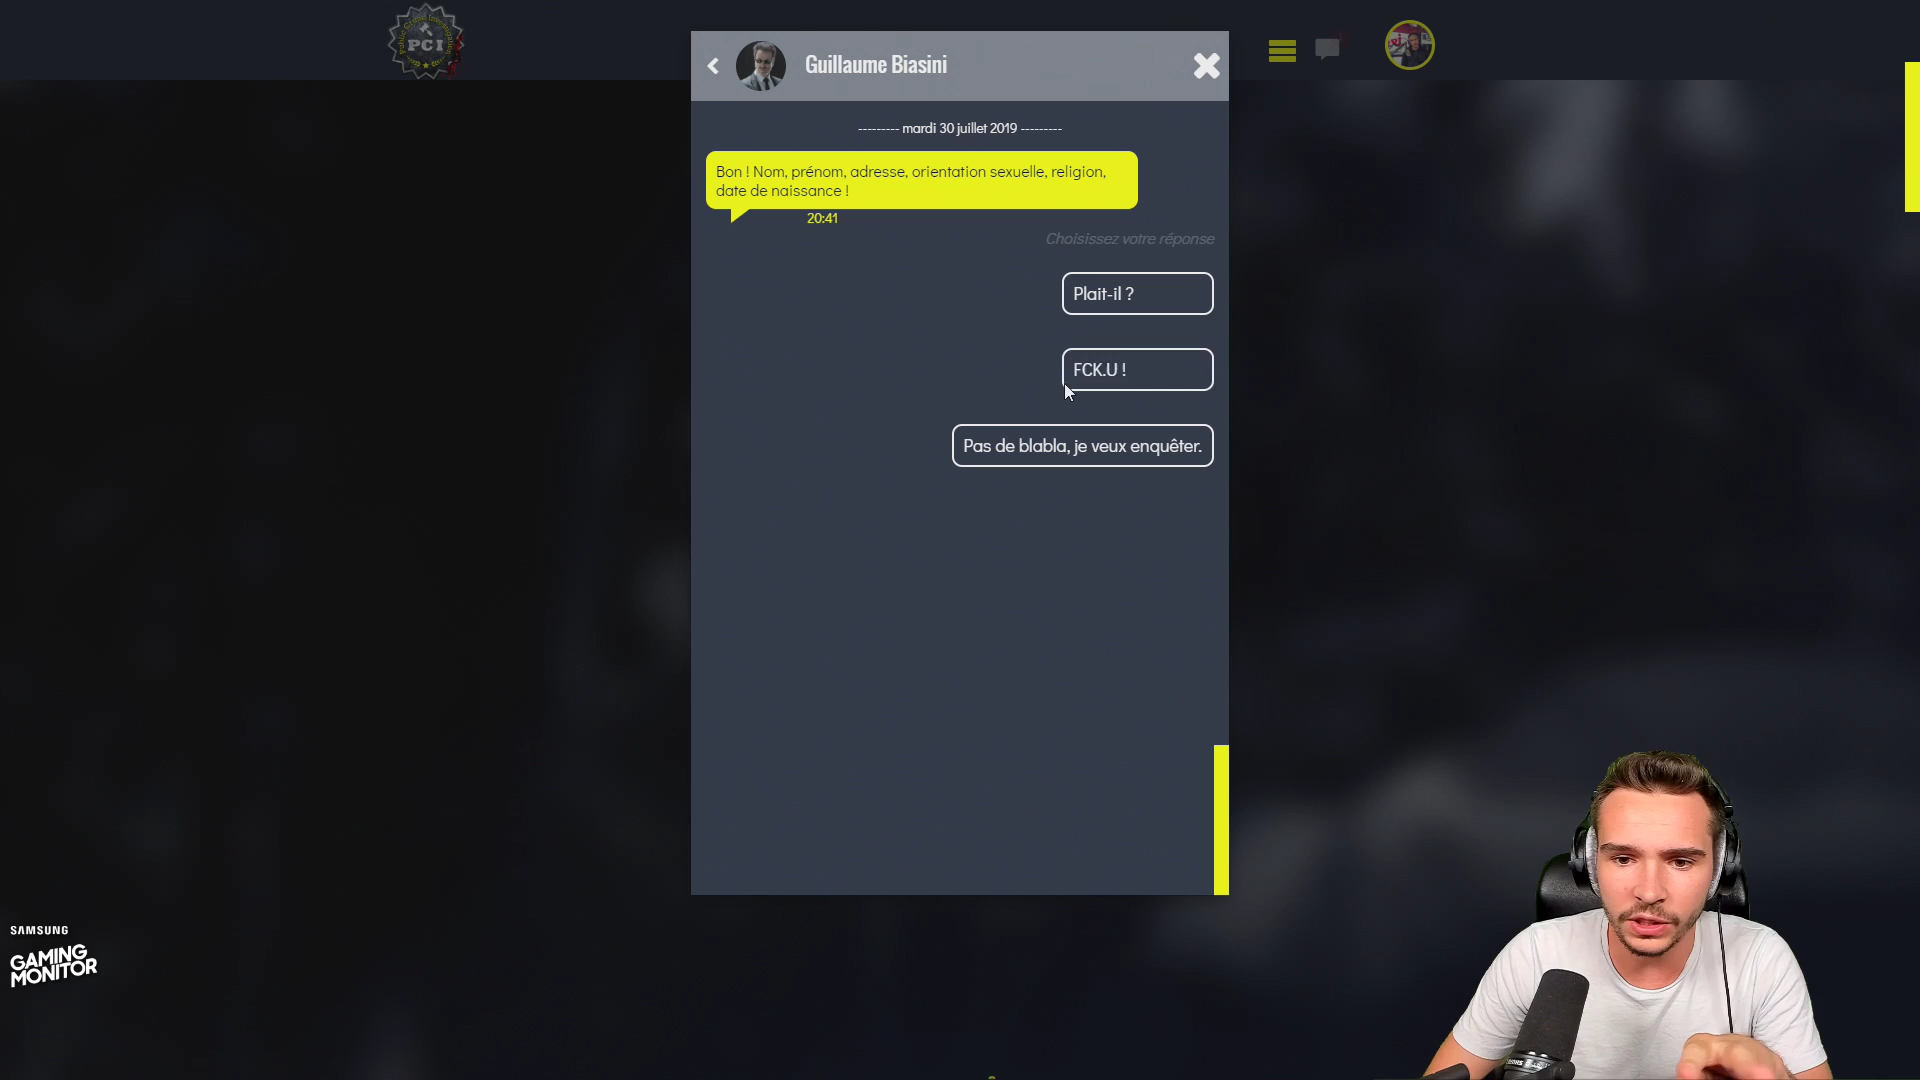 PCI
Guillaume Biasini
--------- mardi 30 juillet 2019 ---------
Bon ! Nom, prénom, adresse, orientation sexuelle, religion,
date de naissance !
20:41
Choisissez votre réponse
Plait-il ?
FCK.U !
Pas de blabla, je veux enquêter.
SAMSUNG
GAMING
MONITOR